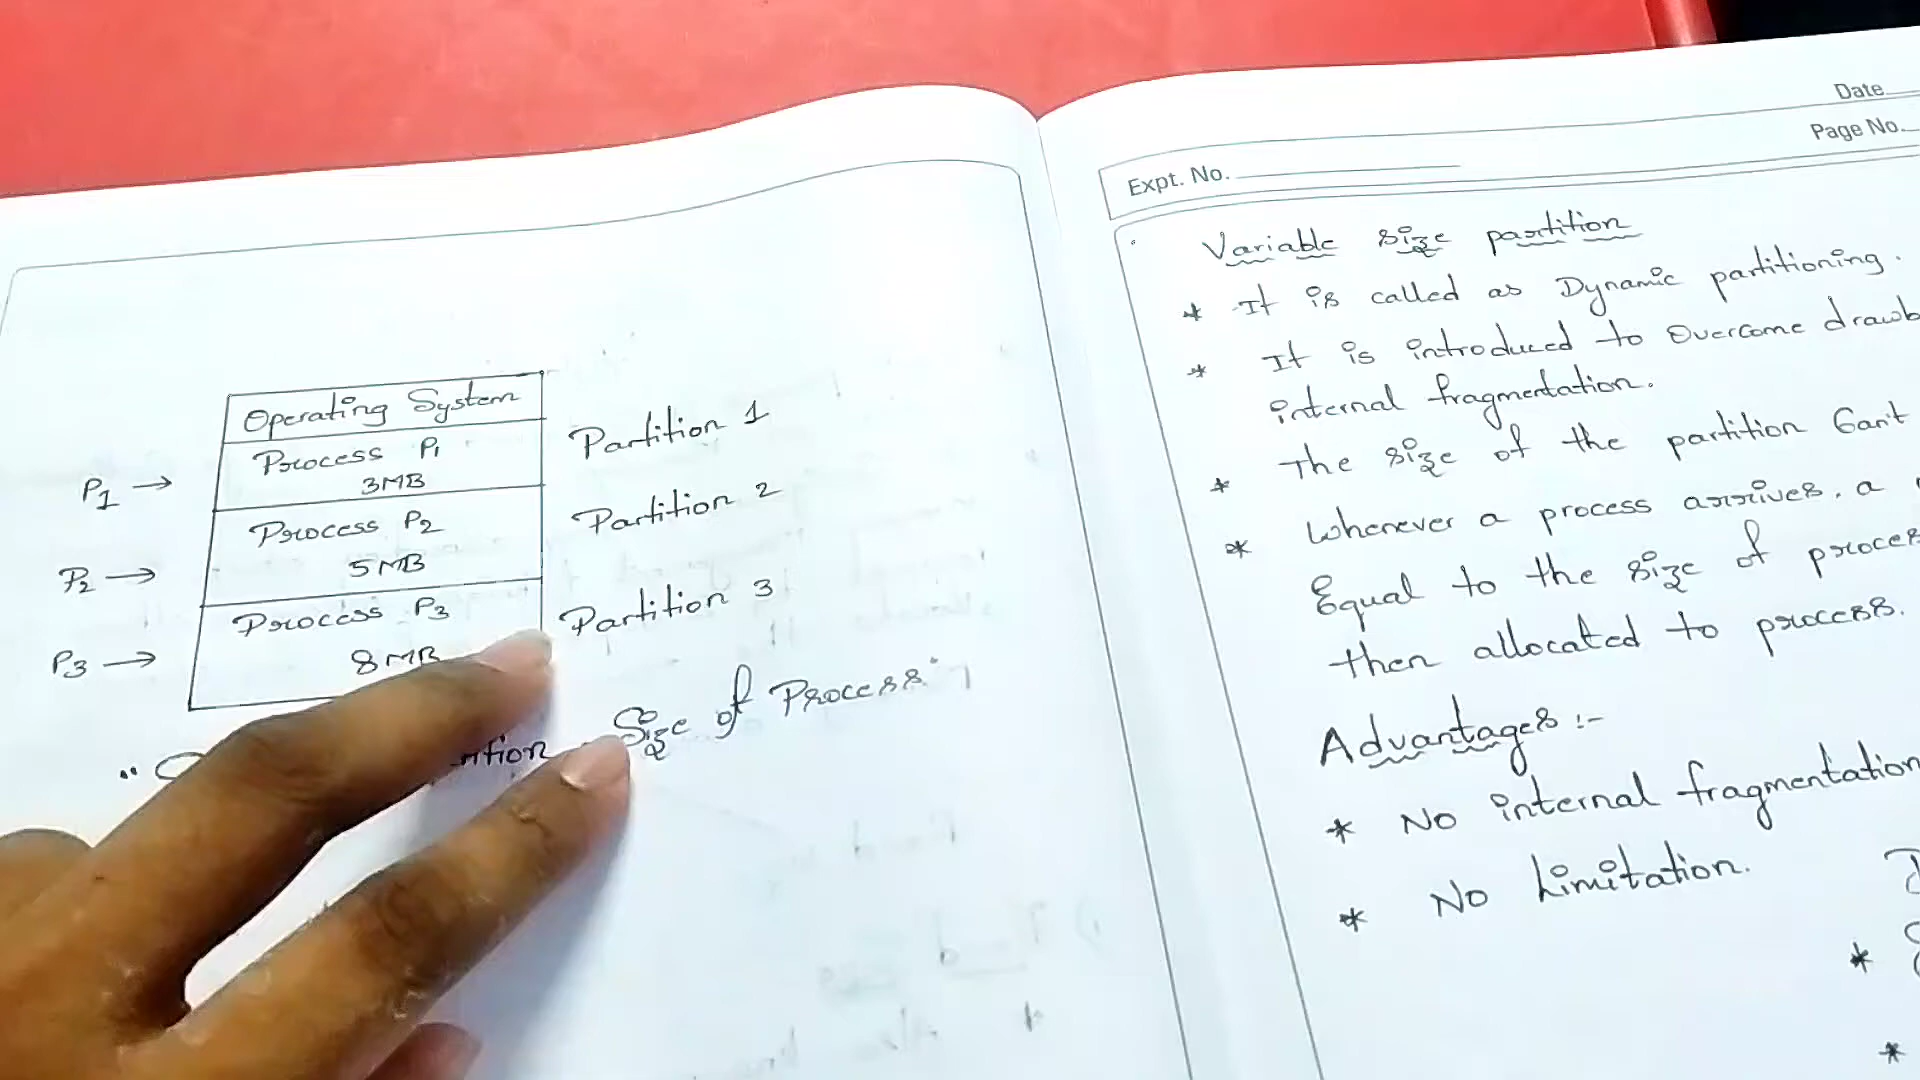 Operating System
Process P1
3MB
Process P2
5MB
Process P3
8MB
P1 →
P2 →
P3 →
Partition 1
Partition 2
Partition 3
Size of Process"
Date
Page No.
Expt. No.
Variable size partition
* It is called as Dynamic partitioning.
* It is introduced to overcome
internal fragmentation.
* The size of the partition can't
* Whenever a process arrives, a
Equal to the size of
then allocated to process.
Advantages :-
* No internal fragmentation
* No Limitation.
*
*